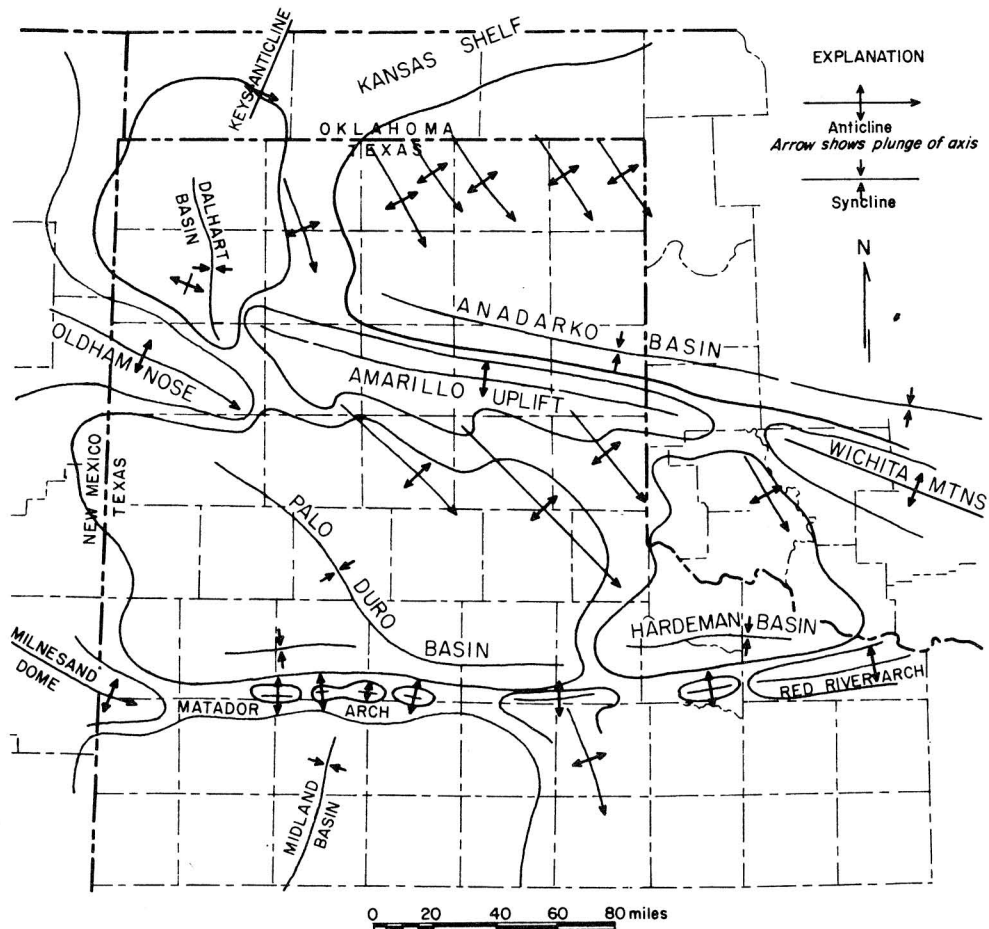 KANSAS SHELF
KEYS ANTICLINE
OKLAHOMA
TEXAS
EXPLANATION
Anticline
Arrow shows plunge of axis
Syncline
N
DALHART
BASIN
ANADARKO BASIN
OLDHAM NOSE
AMARILLO UPLIFT
WICHITA MTNS
NEW MEXICO
TEXAS
PALO
DURO
BASIN
HARDEMAN BASIN
MILNESAND
DOME
MATADOR ARCH
RED RIVER ARCH
MIDLAND
BASIN
0 20 40 60 80 miles